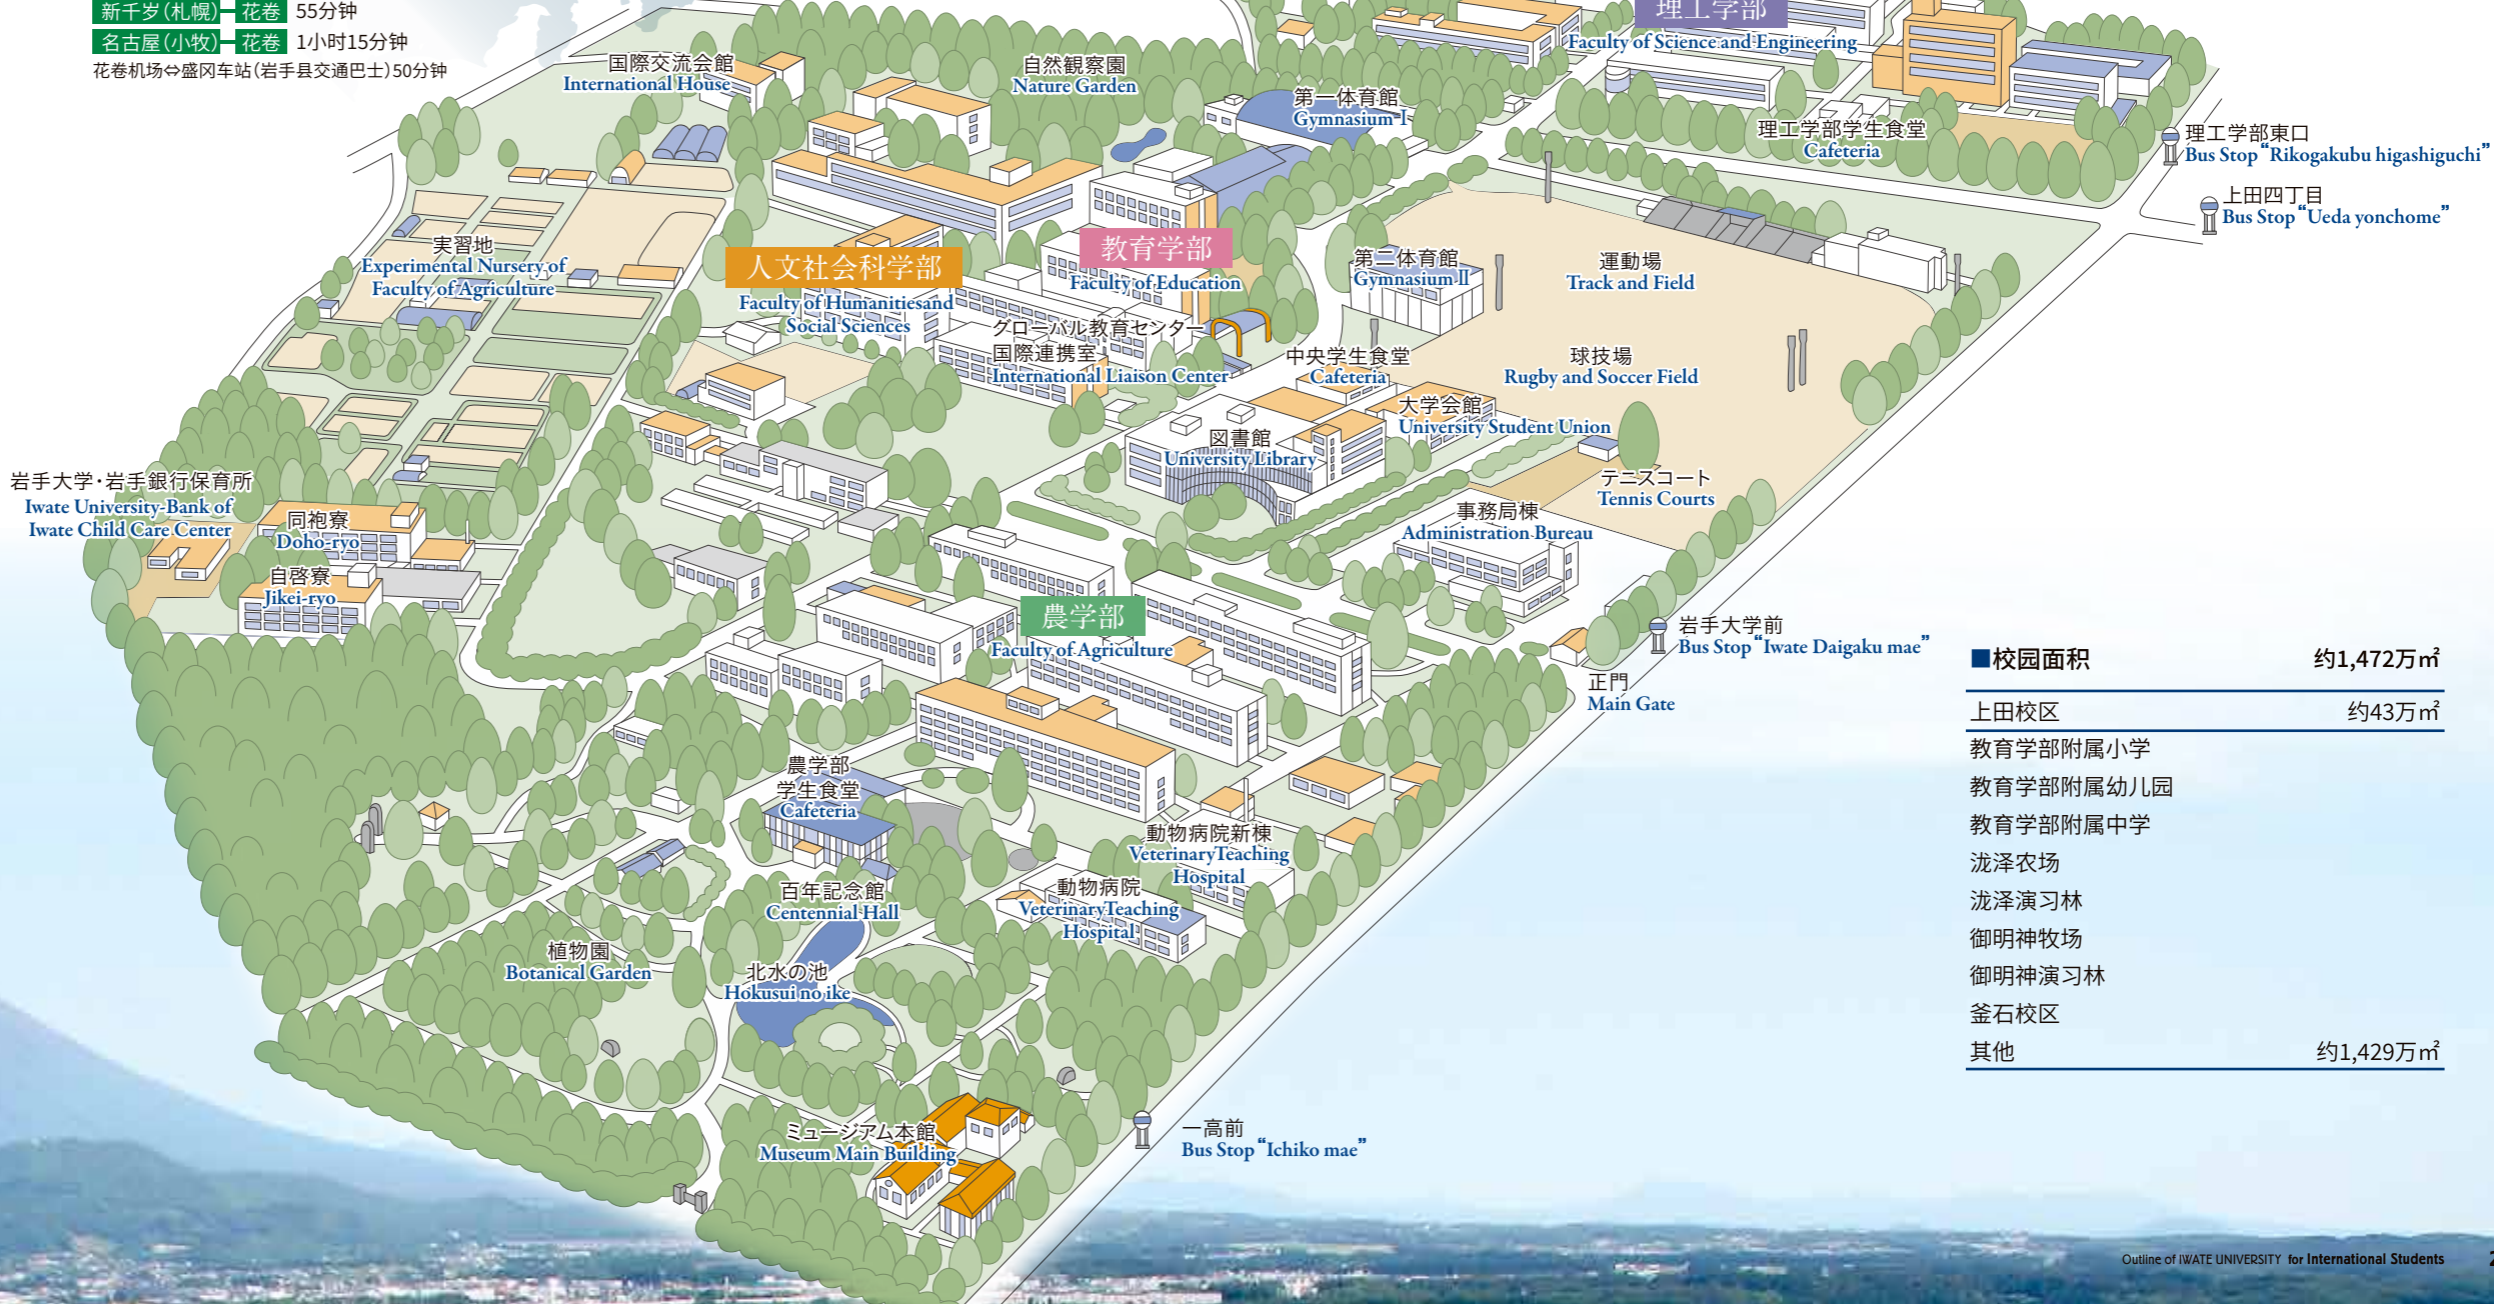 新千岁(札幌) 花卷 55分钟
名古屋(小牧) 花卷 1小时15分钟
花卷机场⇔盛冈车站(岩手县交通巴士)50分钟
理工学部
Faculty of Science and Engineering
国際交流会館
International House
自然観察園
Nature Garden
第一体育館
Gymnasium I
理工学部学生食堂
Cafeteria
理工学部東口
Bus Stop “Rikogakubu higashiguchi”
上田四丁目
Bus Stop “Ueda yonchome”
実習地
Experimental Nursery of
Faculty of Agriculture
人文社会科学部
Faculty of Humanitiesand
Social Sciences
教育学部
Faculty of Education
第二体育館
Gymnasium II
運動場
Track and Field
グローバル教育センター
国際連携室
International Liaison Center
中央学生食堂
Cafeteria
球技場
Rugby and Soccer Field
大学会館
University Student Union
図書館
University Library
テニスコート
Tennis Courts
岩手大学・岩手銀行保育所
Iwate University-Bank of
Iwate Child Care Center
同袍寮
Doho-ryo
自啓寮
Jikei-ryo
事務局棟
Administration Bureau
農学部
Faculty of Agriculture
岩手大学前
Bus Stop “Iwate Daigaku mae”
正門
Main Gate
農学部
学生食堂
Cafeteria
動物病院新棟
VeterinaryTeaching
Hospital
動物病院
VeterinaryTeaching
Hospital
百年記念館
Centennial Hall
植物園
Botanical Garden
北水の池
Hokusui no ike
ミュージアム本館
Museum Main Building
一高前
Bus Stop “Ichiko mae”
■校园面积 约1,472万㎡
上田校区 约43万㎡
教育学部附属小学
教育学部附属幼儿园
教育学部附属中学
泷泽农场
泷泽演习林
御明神牧场
御明神演习林
釜石校区
其他 约1,429万㎡
Outline of IWATE UNIVERSITY for International Students